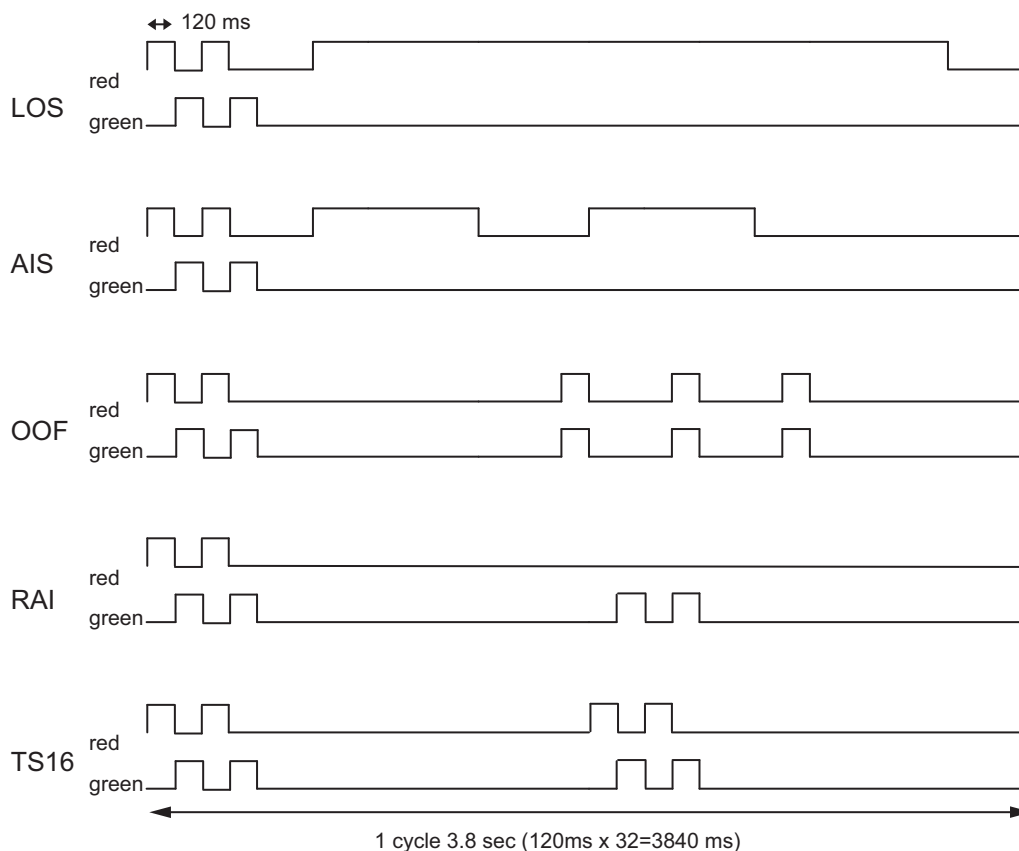 120 ms
red
LOS
green
red
AIS
green
red
OOF
green
red
RAI
green
red
TS16
green
1 cycle 3.8 sec (120ms x 32=3840 ms)